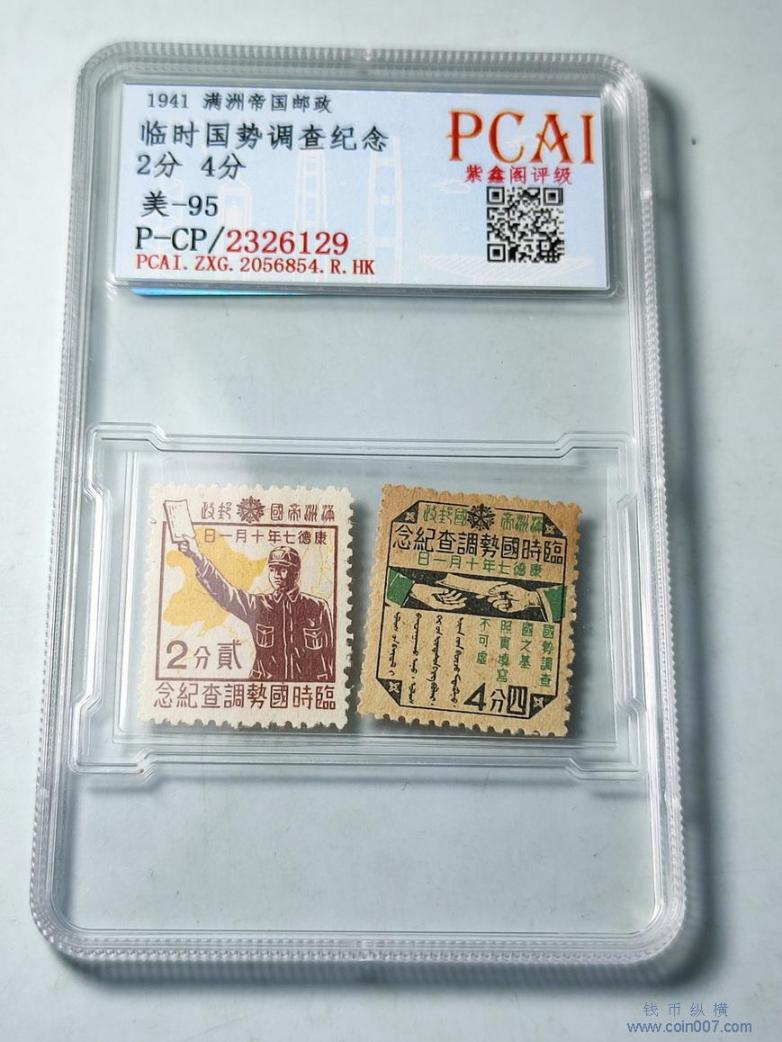 1941 满洲帝国邮政
临时国势调查纪念
2分 4分
美-95
P-CP/2326129
PCAI.ZXG.2056854.R.HK
PCAI
紫鑫阁评级
政郵國帝洲滿
日一月十年七德康
2分貳
念紀查調勢國時臨
政郵國帝洲滿
念紀查調勢國時臨
日一月十年七德康
國勢調查
國之基
照實填寫
不可虛
4分四
钱币纵横
www.coin007.com